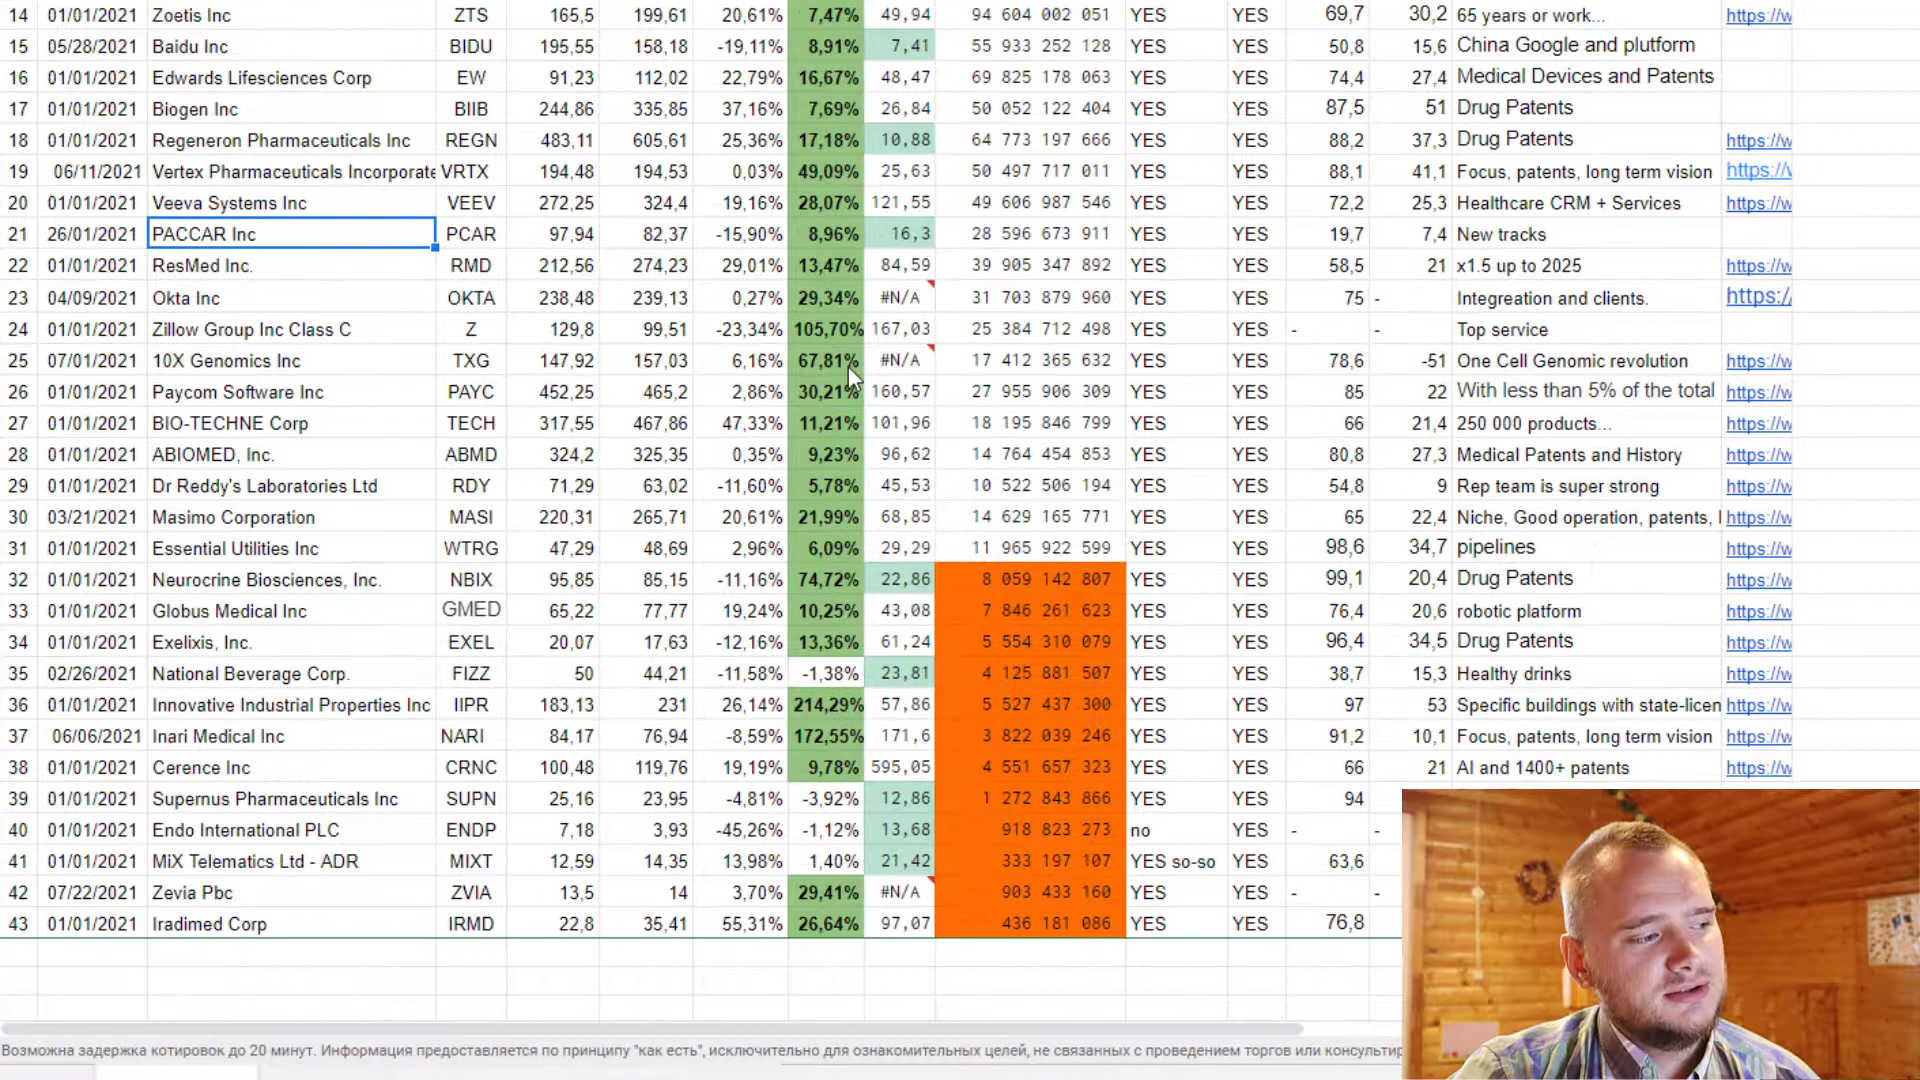 14 01/01/2021 Zoetis Inc ZTS 165,5 199,61 20,61% 7,47% 49,94 94 604 002 051 YES YES 69,7 30,2 65 years or work... https://w
15 05/28/2021 Baidu Inc BIDU 195,55 158,18 -19,11% 8,91% 7,41 55 933 252 128 YES YES 50,8 15,6 China Google and plutform
16 01/01/2021 Edwards Lifesciences Corp EW 91,23 112,02 22,79% 16,67% 48,47 69 825 178 063 YES YES 74,4 27,4 Medical Devices and Patents
17 01/01/2021 Biogen Inc BIIB 244,86 335,85 37,16% 7,69% 26,84 50 052 122 404 YES YES 87,5 51 Drug Patents
18 01/01/2021 Regeneron Pharmaceuticals Inc REGN 483,11 605,61 25,36% 17,18% 10,88 64 773 197 666 YES YES 88,2 37,3 Drug Patents https://w
19 06/11/2021 Vertex Pharmaceuticals Incorporate VRTX 194,48 194,53 0,03% 49,09% 25,63 50 497 717 011 YES YES 88,1 41,1 Focus, patents, long term vision https://v
20 01/01/2021 Veeva Systems Inc VEEV 272,25 324,4 19,16% 28,07% 121,55 49 606 987 546 YES YES 72,2 25,3 Healthcare CRM + Services https://w
21 26/01/2021 PACCAR Inc PCAR 97,94 82,37 -15,90% 8,96% 16,3 28 596 673 911 YES YES 19,7 7,4 New tracks
22 01/01/2021 ResMed Inc. RMD 212,56 274,23 29,01% 13,47% 84,59 39 905 347 892 YES YES 58,5 21 x1.5 up to 2025 https://w
23 04/09/2021 Okta Inc OKTA 238,48 239,13 0,27% 29,34% #N/A 31 703 879 960 YES YES 75 - Integreation and clients. https:/
24 01/01/2021 Zillow Group Inc Class C Z 129,8 99,51 -23,34% 105,70% 167,03 25 384 712 498 YES YES - - Top service
25 07/01/2021 10X Genomics Inc TXG 147,92 157,03 6,16% 67,81% #N/A 17 412 365 632 YES YES 78,6 -51 One Cell Genomic revolution https://w
26 01/01/2021 Paycom Software Inc PAYC 452,25 465,2 2,86% 30,21% 160,57 27 955 906 309 YES YES 85 22 With less than 5% of the total https://w
27 01/01/2021 BIO-TECHNE Corp TECH 317,55 467,86 47,33% 11,21% 101,96 18 195 846 799 YES YES 66 21,4 250 000 products... https://w
28 01/01/2021 ABIOMED, Inc. ABMD 324,2 325,35 0,35% 9,23% 96,62 14 764 454 853 YES YES 80,8 27,3 Medical Patents and History https://w
29 01/01/2021 Dr Reddy's Laboratories Ltd RDY 71,29 63,02 -11,60% 5,78% 45,53 10 522 506 194 YES YES 54,8 9 Rep team is super strong https://w
30 03/21/2021 Masimo Corporation MASI 220,31 265,71 20,61% 21,99% 68,85 14 629 165 771 YES YES 65 22,4 Niche, Good operation, patents, https://w
31 01/01/2021 Essential Utilities Inc WTRG 47,29 48,69 2,96% 6,09% 29,29 11 965 922 599 YES YES 98,6 34,7 pipelines https://w
32 01/01/2021 Neurocrine Biosciences, Inc. NBIX 95,85 85,15 -11,16% 74,72% 22,86 8 059 142 807 YES YES 99,1 20,4 Drug Patents https://w
33 01/01/2021 Globus Medical Inc GMED 65,22 77,77 19,24% 10,25% 43,08 7 846 261 623 YES YES 76,4 20,6 robotic platform https://w
34 01/01/2021 Exelixis, Inc. EXEL 20,07 17,63 -12,16% 13,36% 61,24 5 554 310 079 YES YES 96,4 34,5 Drug Patents https://w
35 02/26/2021 National Beverage Corp. FIZZ 50 44,21 -11,58% -1,38% 23,81 4 125 881 507 YES YES 38,7 15,3 Healthy drinks https://w
36 01/01/2021 Innovative Industrial Properties Inc IIPR 183,13 231 26,14% 214,29% 57,86 5 527 437 300 YES YES 97 53 Specific buildings with state-licen https://w
37 06/06/2021 Inari Medical Inc NARI 84,17 76,94 -8,59% 172,55% 171,6 3 822 039 246 YES YES 91,2 10,1 Focus, patents, long term vision https://w
38 01/01/2021 Cerence Inc CRNC 100,48 119,76 19,19% 9,78% 595,05 4 551 657 323 YES YES 66 21 AI and 1400+ patents https://w
39 01/01/2021 Supernus Pharmaceuticals Inc SUPN 25,16 23,95 -4,81% -3,92% 12,86 1 272 843 866 YES YES 94
40 01/01/2021 Endo International PLC ENDP 7,18 3,93 -45,26% -1,12% 13,68 918 823 273 no YES - -
41 01/01/2021 MiX Telematics Ltd - ADR MIXT 12,59 14,35 13,98% 1,40% 21,42 333 197 107 YES so-so YES 63,6
42 07/22/2021 Zevia Pbc ZVIA 13,5 14 3,70% 29,41% #N/A 903 433 160 YES YES - -
43 01/01/2021 Iradimed Corp IRMD 22,8 35,41 55,31% 26,64% 97,07 436 181 086 YES YES 76,8
Возможна задержка котировок до 20 минут. Информация предоставляется по принципу "как есть", исключительно для ознакомительных целей, не связанных с проведением торгов или консультир